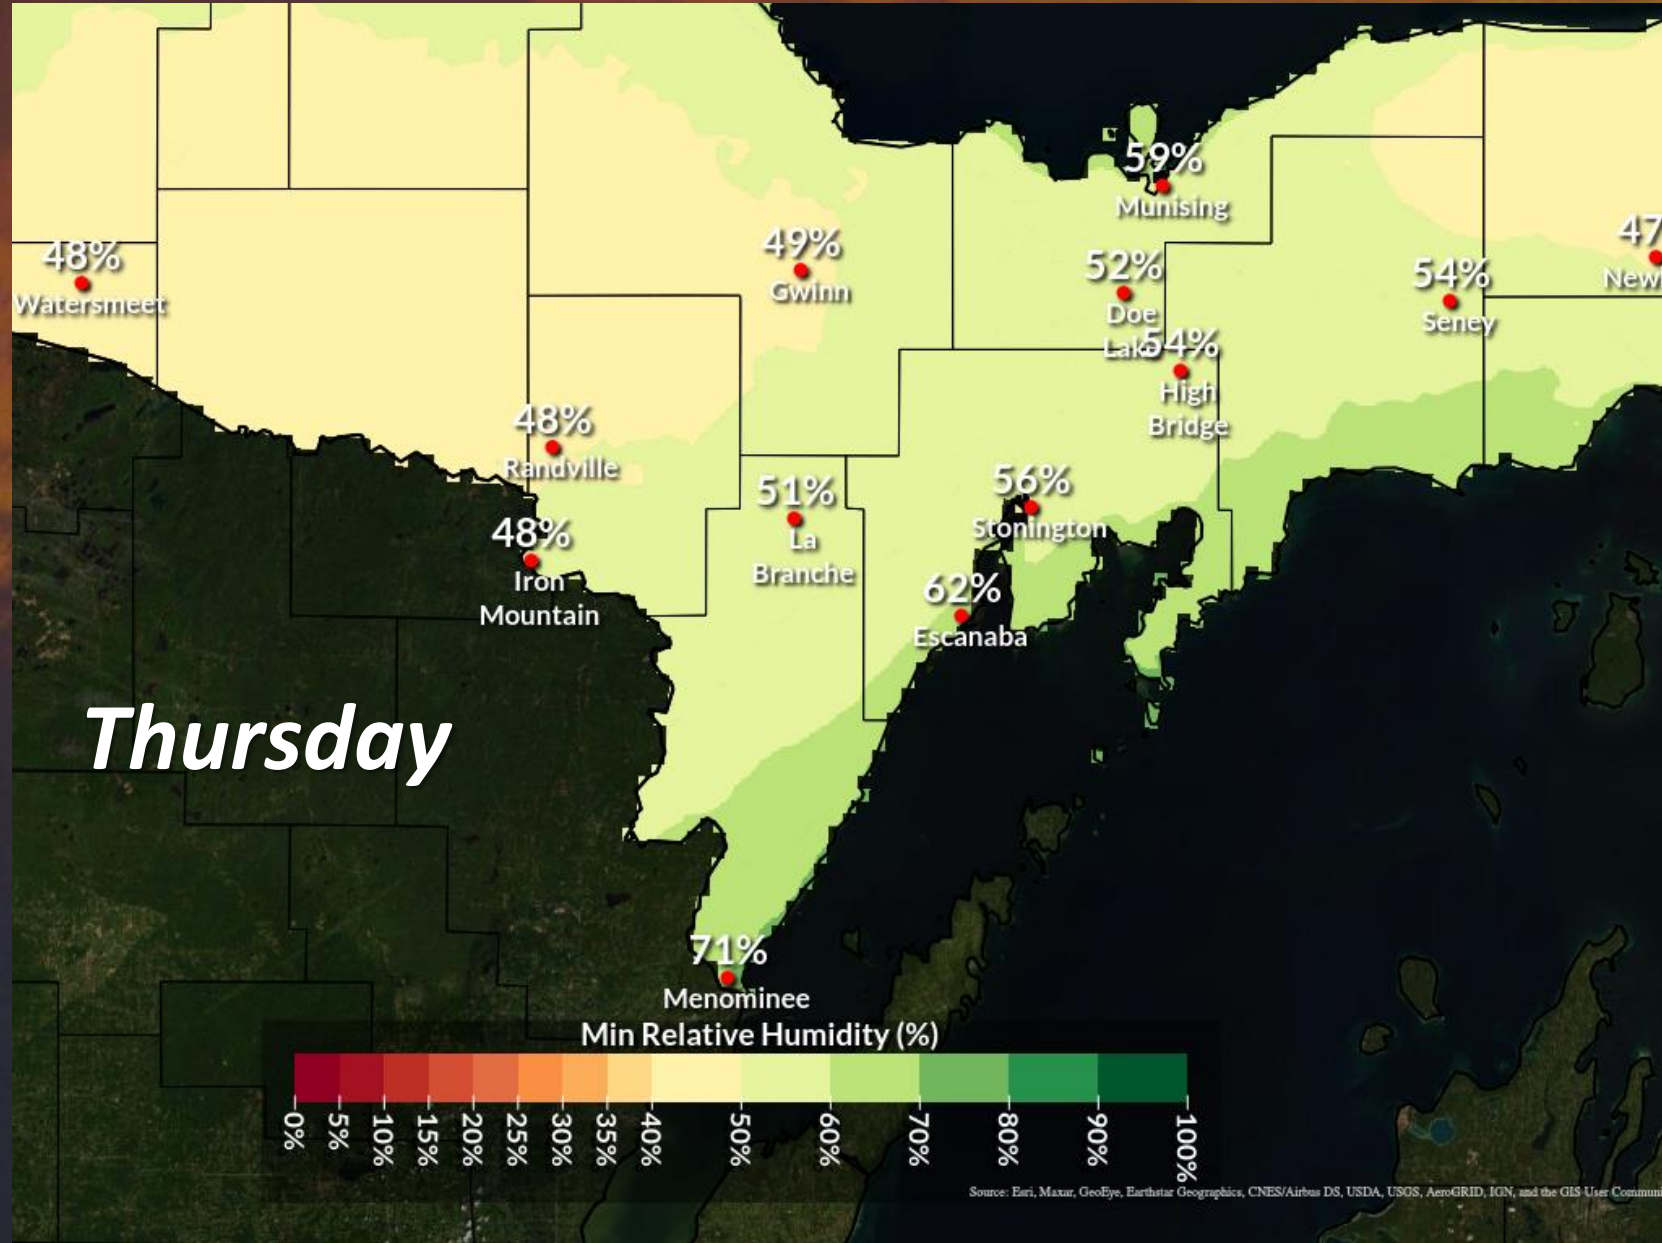 59%
Munising
47
New
49%
Gwinn
48%
Watersmeet
52%
Doe
Lake
54%
Seney
54%
High
Bridge
48%
Randville
51%
La
Branche
56%
Stonington
48%
Iron
Mountain
62%
Escanaba
Thursday
71%
Menominee
Min Relative Humidity (%)
0%
5%
10%
15%
20%
25%
30%
35%
40%
50%
60%
70%
80%
90%
100%
Source: Esri, Maxar, GeoEye, Earthstar Geographics, CNES/Airbus DS, USDA, USGS, AeroGRID, IGN, and the GIS User Communi